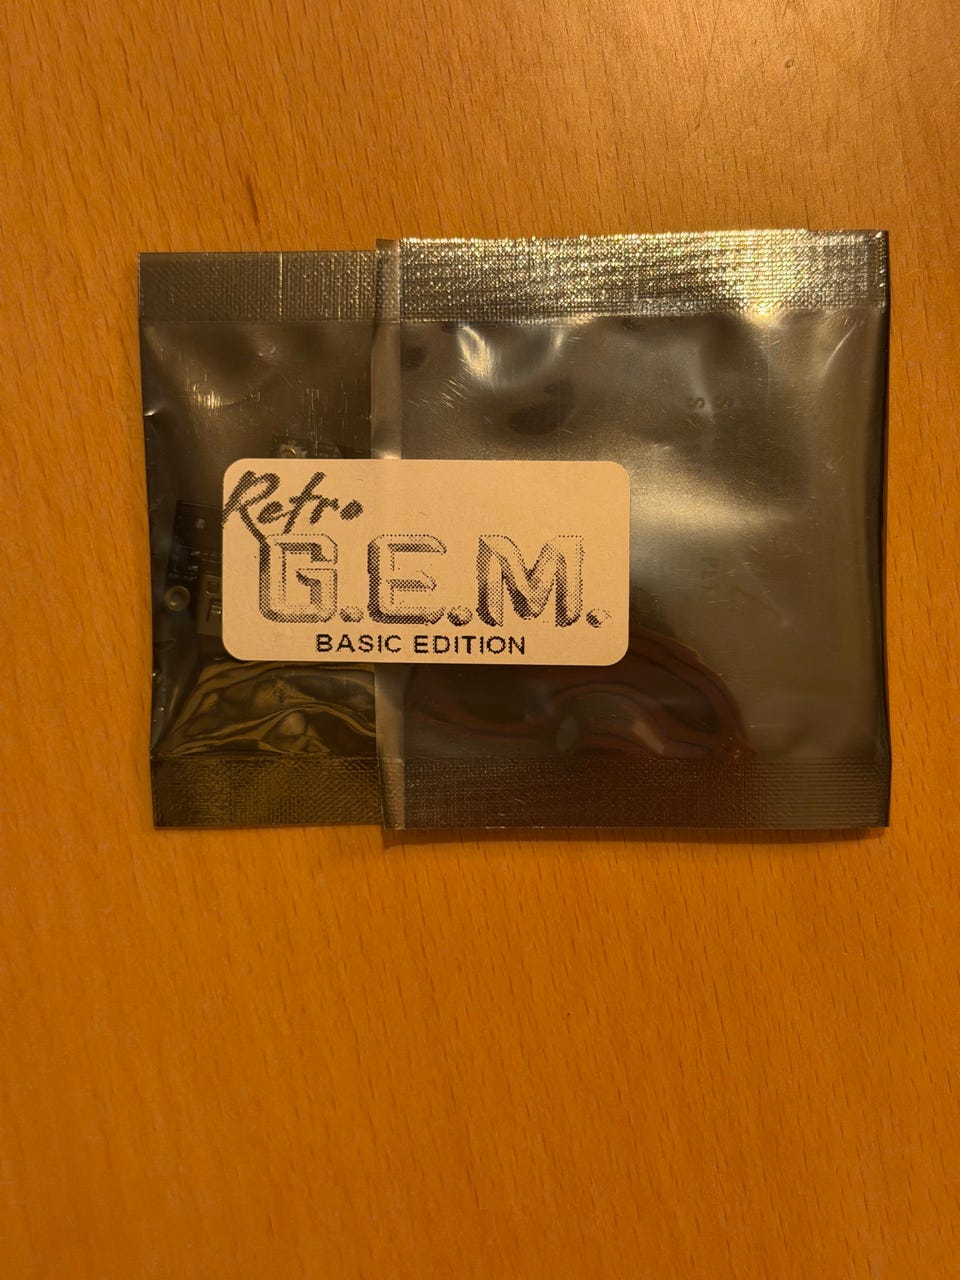 Retro
G.E.M.
BASIC EDITION